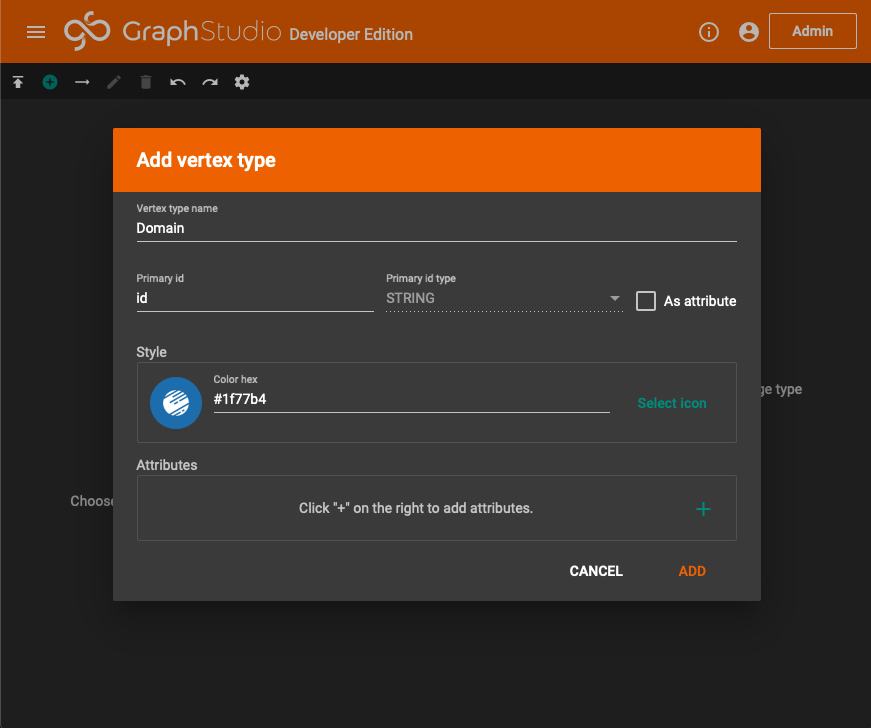 GraphStudio Developer Edition
Admin
Add vertex type
Vertex type name
Domain
Primary id
id
Primary id type
STRING
As attribute
Style
Color hex
#1f77b4
Select icon
ge type
Attributes
Choose
Click "+" on the right to add attributes.
CANCEL
ADD